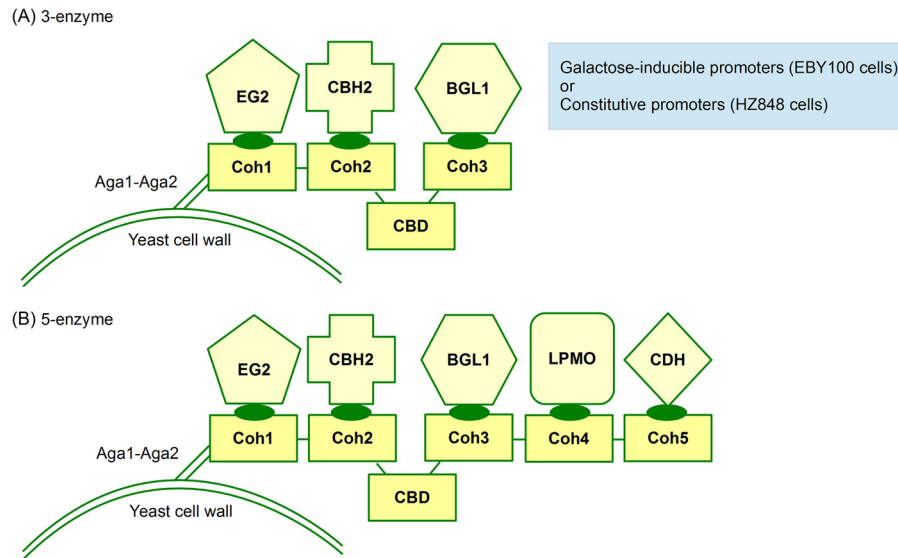 (A) 3-enzyme
EG2
CBH2
BGL1
Galactose-inducible promoters (EBY100 cells)
or
Constitutive promoters (HZ848 cells)
Coh1
Coh2
Coh3
Aga1-Aga2
CBD
Yeast cell wall
(B) 5-enzyme
EG2
CBH2
BGL1
LPMO
CDH
Coh1
Coh2
Coh3
Coh4
Coh5
Aga1-Aga2
CBD
Yeast cell wall